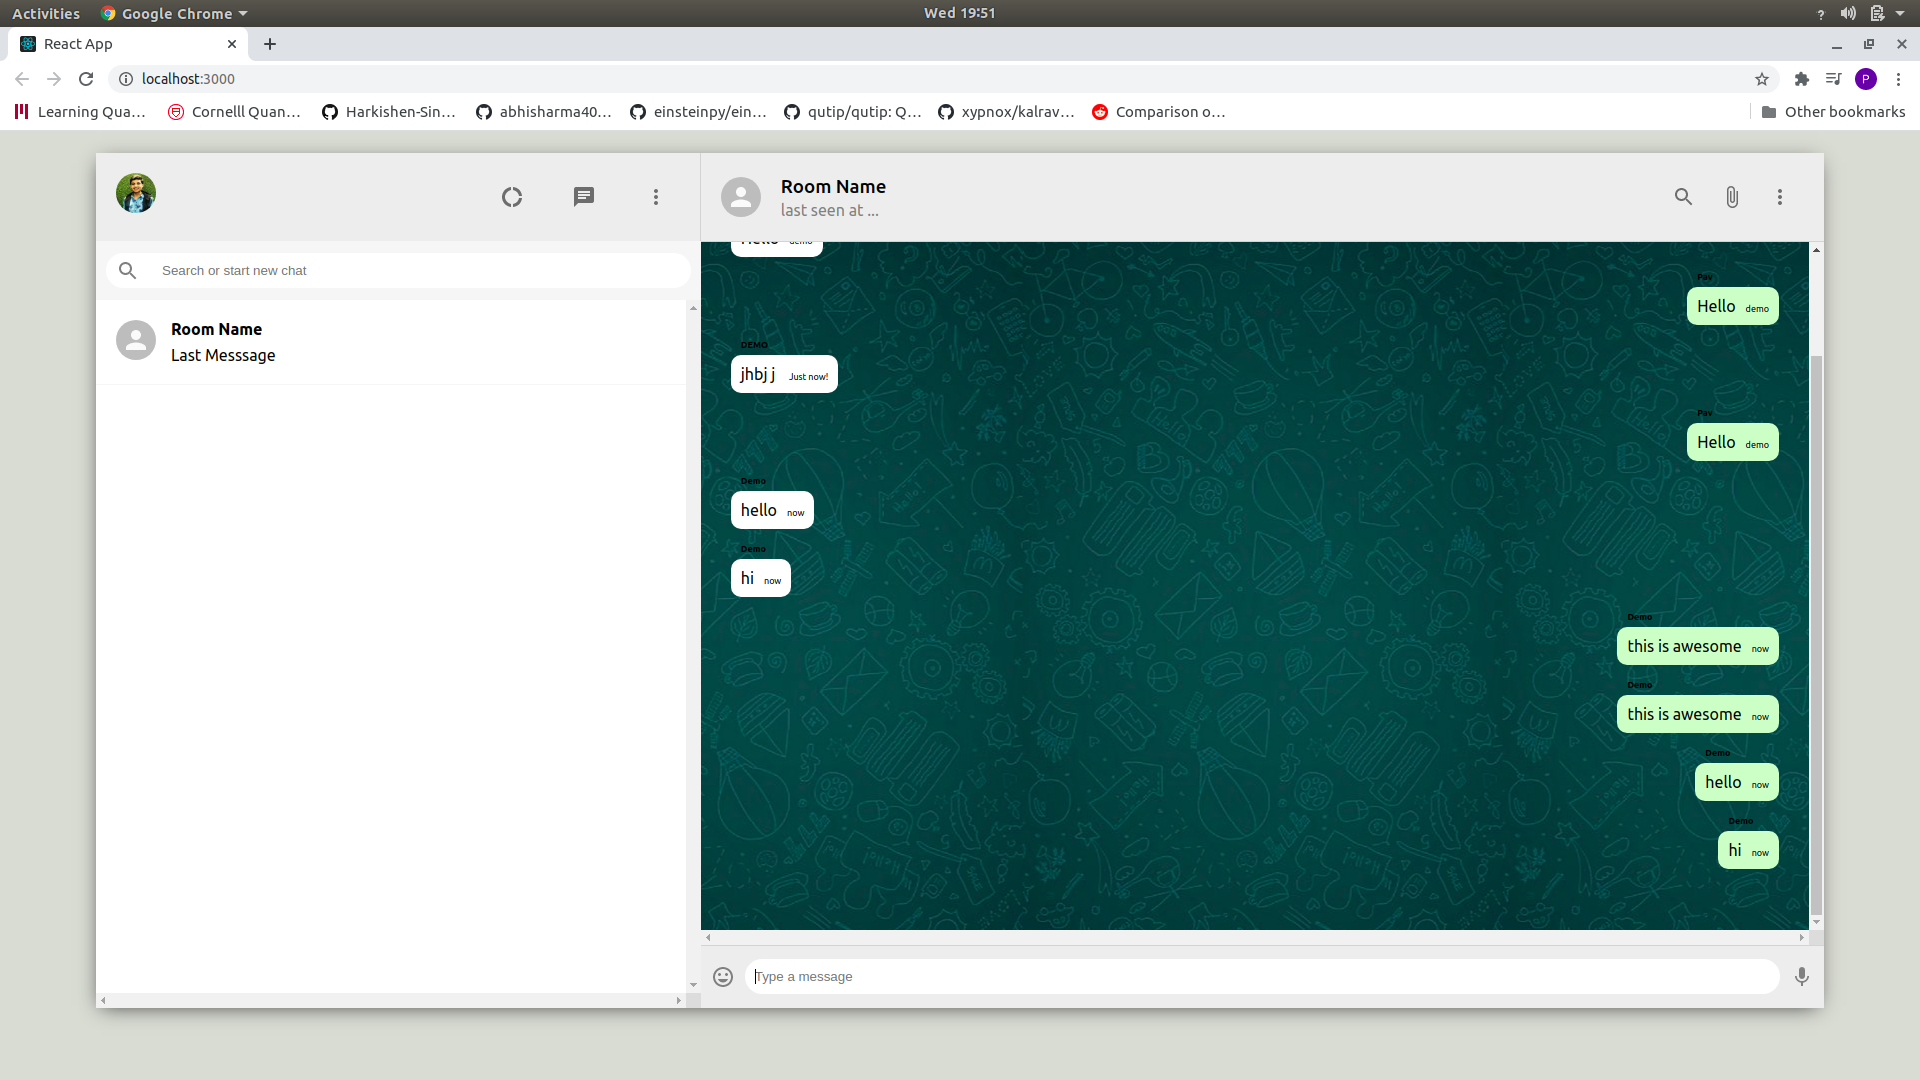 Activities Google Chrome Wed 19:51
React App
localhost:3000
Learning Qua... Cornelll Quan... Harkishen-Sin... abhisharma40... einsteinpy/ein... qutip/qutip: Q... xypnox/kalrav... Comparison o... Other bookmarks
Room Name
last seen at ...
Search or start new chat
Room Name
Last Messsage
Hello demo
Pav
Hello demo
DEMO
jhbj j Just now!
Pav
Hello demo
Demo
hello now
Demo
hi now
Demo
this is awesome now
Demo
this is awesome now
Demo
hello now
Demo
hi now
Type a message